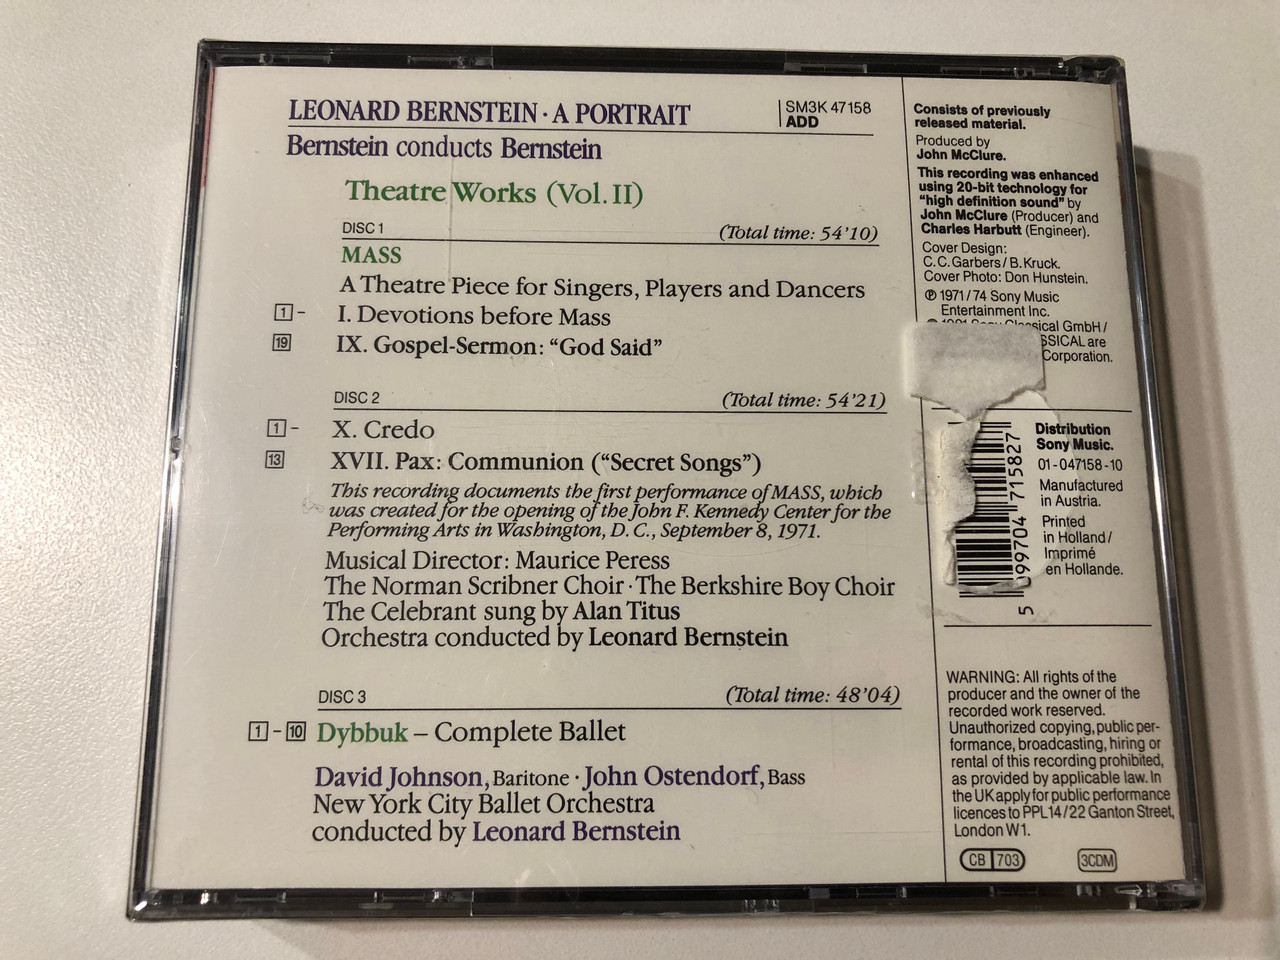 LEONARD BERNSTEIN · A PORTRAIT
SM3K 47158
ADD
Bernstein conducts Bernstein
Theatre Works (Vol. II)
DISC 1
(Total time: 54'10)
MASS
A Theatre Piece for Singers, Players and Dancers
1 – I. Devotions before Mass
19 IX. Gospel-Sermon: “God Said”
DISC 2
(Total time: 54'21)
1 – X. Credo
13 XVII. Pax: Communion (“Secret Songs”)
This recording documents the first performance of MASS, which
was created for the opening of the John F. Kennedy Center for the
Performing Arts in Washington, D. C., September 8, 1971.
Musical Director: Maurice Peress
The Norman Scribner Choir · The Berkshire Boy Choir
The Celebrant sung by Alan Titus
Orchestra conducted by Leonard Bernstein
DISC 3
(Total time: 48'04)
1 – 10 Dybbuk – Complete Ballet
David Johnson, Baritone · John Ostendorf, Bass
New York City Ballet Orchestra
conducted by Leonard Bernstein
Consists of previously
released material.
Produced by
John McClure.
This recording was enhanced
using 20-bit technology for
“high definition sound” by
John McClure (Producer) and
Charles Harbutt (Engineer).
Cover Design:
C. C. Garbers / B. Kruck.
Cover Photo: Don Hunstein.
℗ 1971 / 74 Sony Music
Entertainment Inc.
1991 Sony Classical GmbH /
SSICAL are
Corporation.
5 099704 715827
Distribution
Sony Music.
01-047158-10
Manufactured
in Austria.
Printed
in Holland /
Imprimé
en Hollande.
WARNING: All rights of the
producer and the owner of the
recorded work reserved.
Unauthorized copying, public per-
formance, broadcasting, hiring or
rental of this recording prohibited,
as provided by applicable law. In
the UK apply for public performance
licences to PPL 14 / 22 Ganton Street,
London W1.
CB 703
3CDM